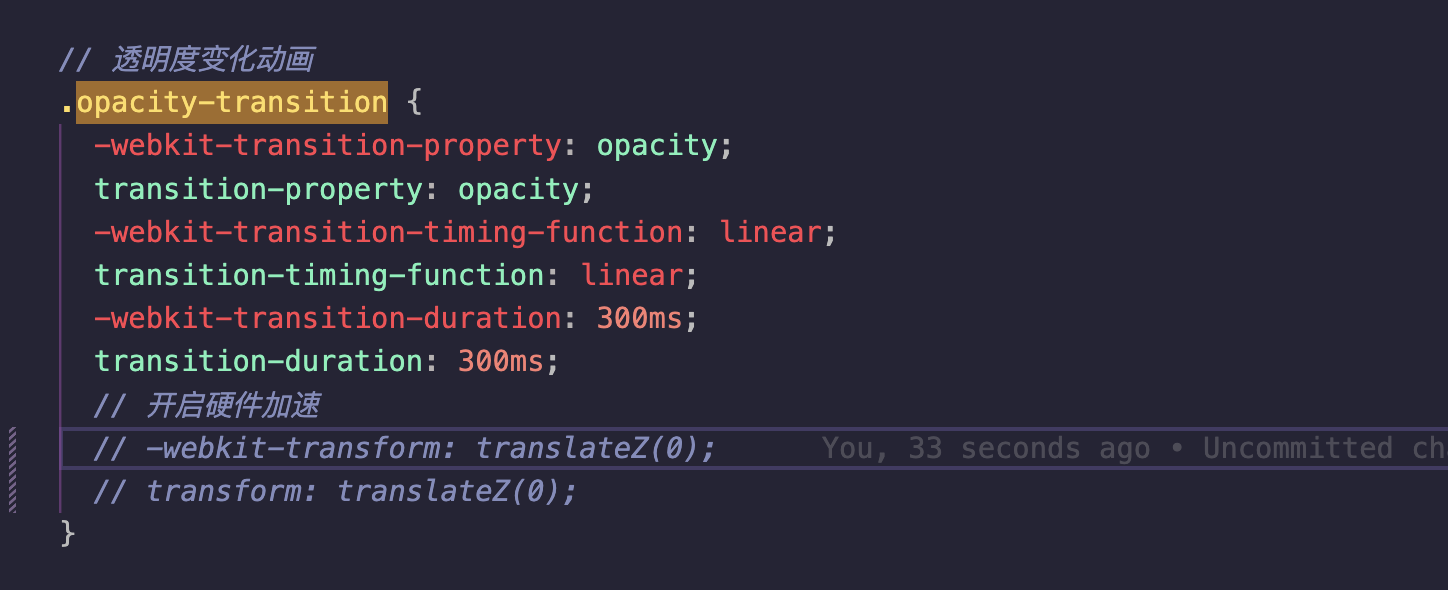 // 透明度变化动画
.opacity-transition {
-webkit-transition-property: opacity;
transition-property: opacity;
-webkit-transition-timing-function: linear;
transition-timing-function: linear;
-webkit-transition-duration: 300ms;
transition-duration: 300ms;
// 开启硬件加速
// -webkit-transform: translateZ(0); You, 33 seconds ago • Uncommitted ch
// transform: translateZ(0);
}